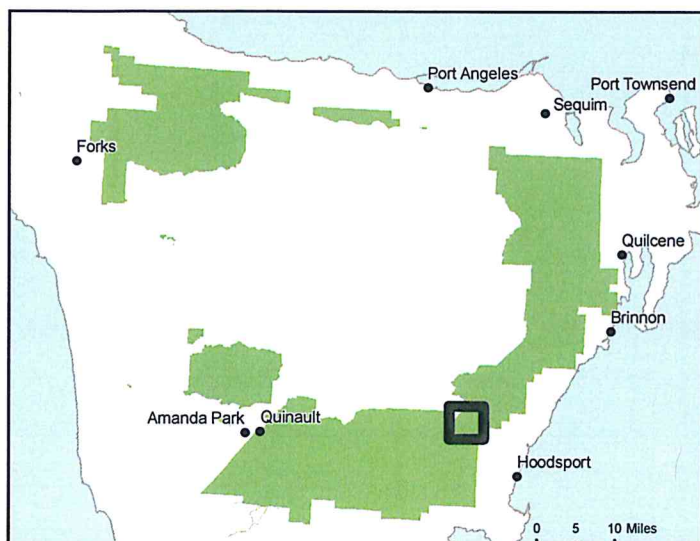 Port Angeles
Port Townsend
Sequim
Forks
Quilcene
Brinnon
Amanda Park
Quinault
Hoodsport
0 5 10 Miles